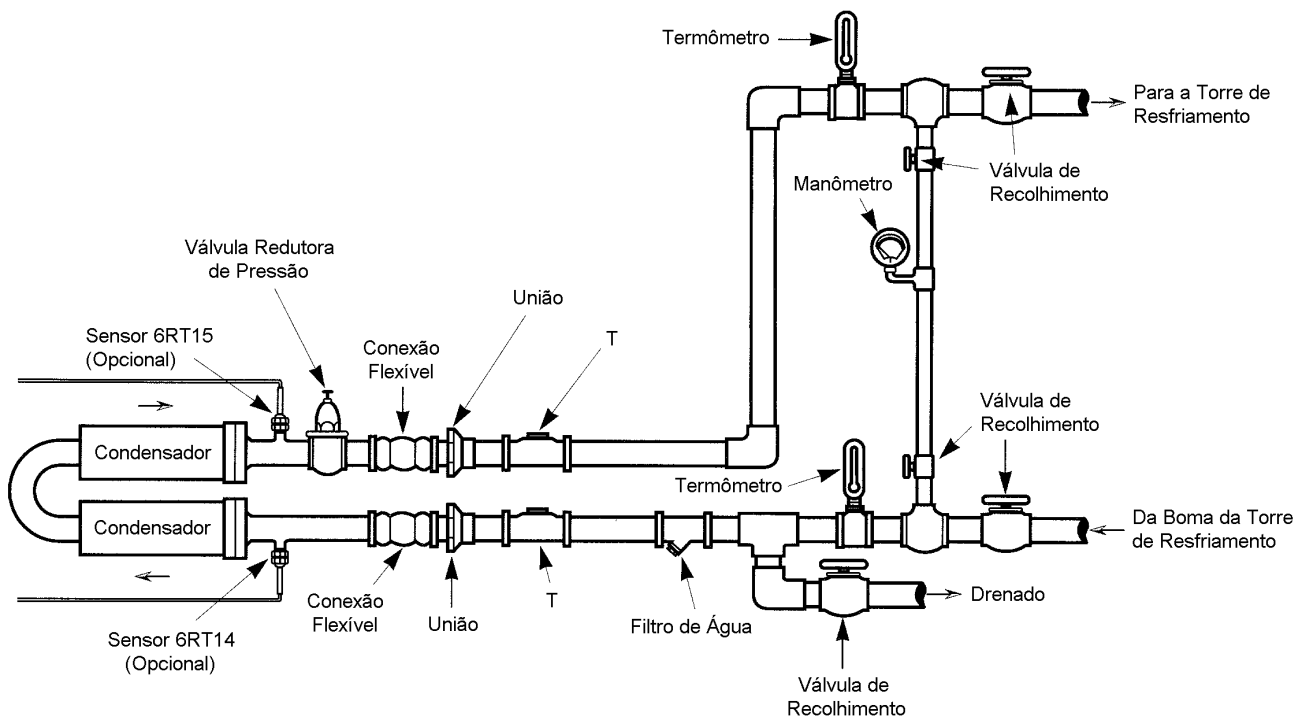 Termômetro
Para a Torre de
Resfriamento
Válvula de
Recolhimento
Manômetro
Válvula Redutora
de Pressão
União
T
Sensor 6RT15
(Opcional)
Conexão
Flexível
Válvula de
Recolhimento
Condensador
Termômetro
Condensador
Da Boma da Torre
de Resfriamento
Drenado
Conexão
Flexível
União
T
Filtro de Água
Sensor 6RT14
(Opcional)
Válvula de
Recolhimento